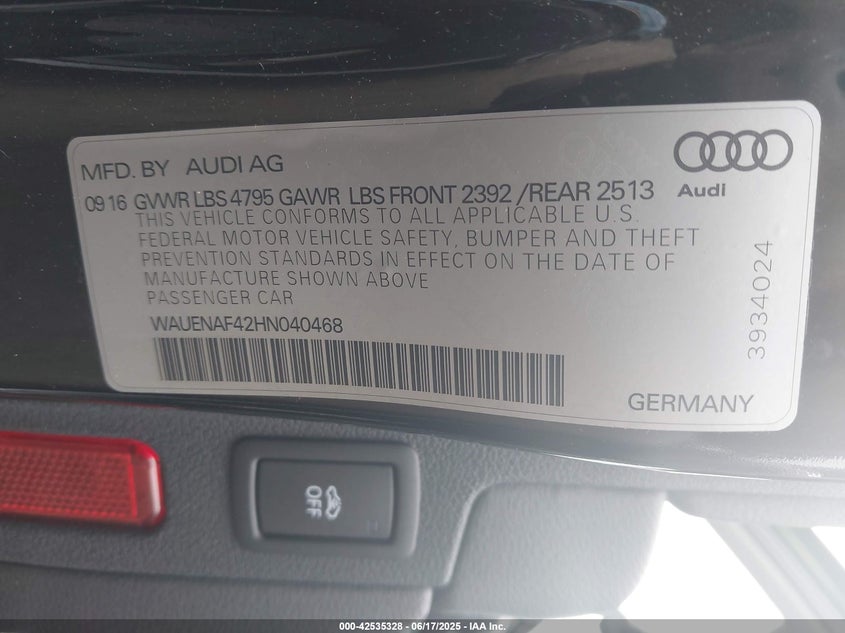 MFD. BY AUDI AG
Audi
09 16 GVWR LBS 4795 GAWR LBS FRONT 2392 /REAR 2513
THIS VEHICLE CONFORMS TO ALL APPLICABLE U.S.
FEDERAL MOTOR VEHICLE SAFETY, BUMPER AND THEFT
PREVENTION STANDARDS IN EFFECT ON THE DATE OF
MANUFACTURE SHOWN ABOVE
PASSENGER CAR
WAUENAF42HN040468
3934024
GERMANY
OFF
000-42535328 - 06/17/2025 - IAA Inc.